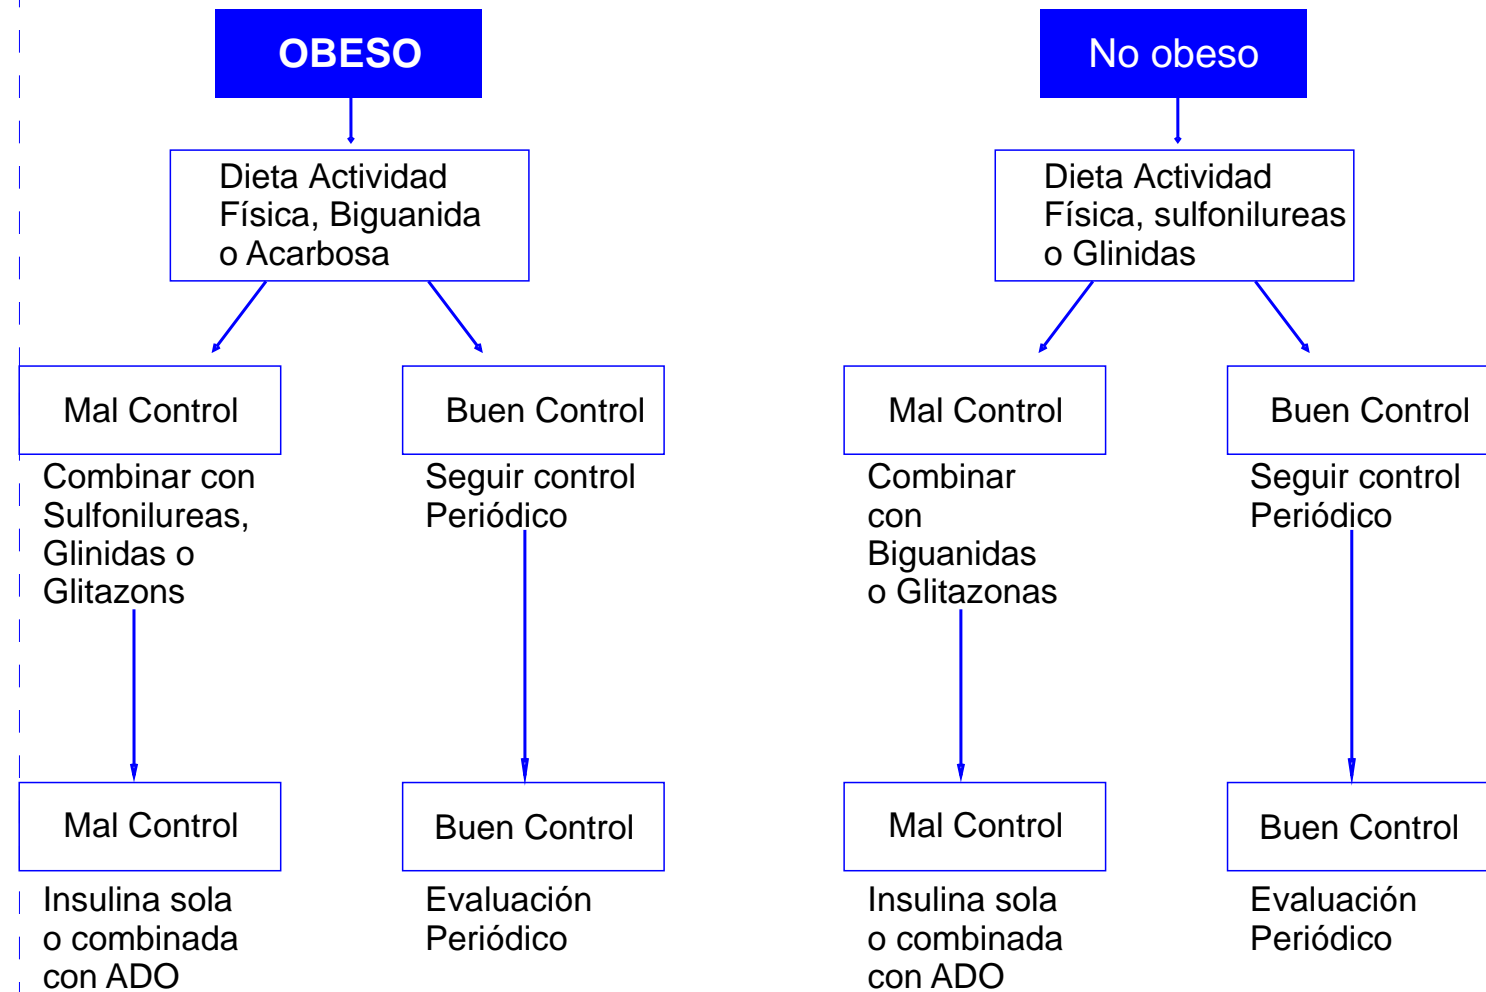 OBESO
Dieta Actividad
Física, Biguanida
o Acarbosa
Mal Control
Combinar con
Sulfonilureas,
Glinidas o
Glitazons
Buen Control
Seguir control
Periódico
Mal Control
Insulina sola
o combinada
con ADO
Buen Control
Evaluación
Periódico
No obeso
Dieta Actividad
Física, sulfonilureas
o Glinidas
Mal Control
Combinar
con
Biguanidas
o Glitazonas
Buen Control
Seguir control
Periódico
Mal Control
Insulina sola
o combinada
con ADO
Buen Control
Evaluación
Periódico